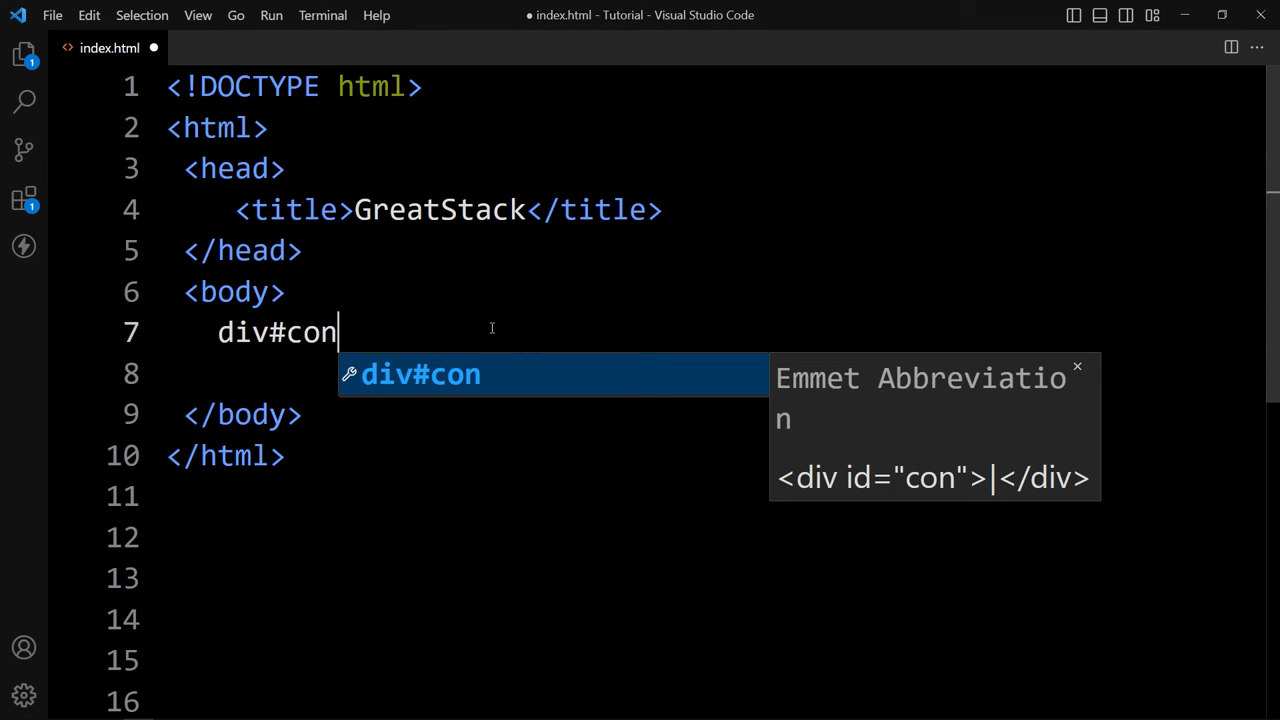 File Edit Selection View Go Run Terminal Help ● index.html - Tutorial - Visual Studio Code
<> index.html ●
1 <!DOCTYPE html>
2 <html>
3 <head>
4 <title>GreatStack</title>
5 </head>
6 <body>
7 div#con
8 div#con
Emmet Abbreviatio
n
<div id="con">|</div>
9 </body>
10 </html>
11
12
13
14
15
16
1
1